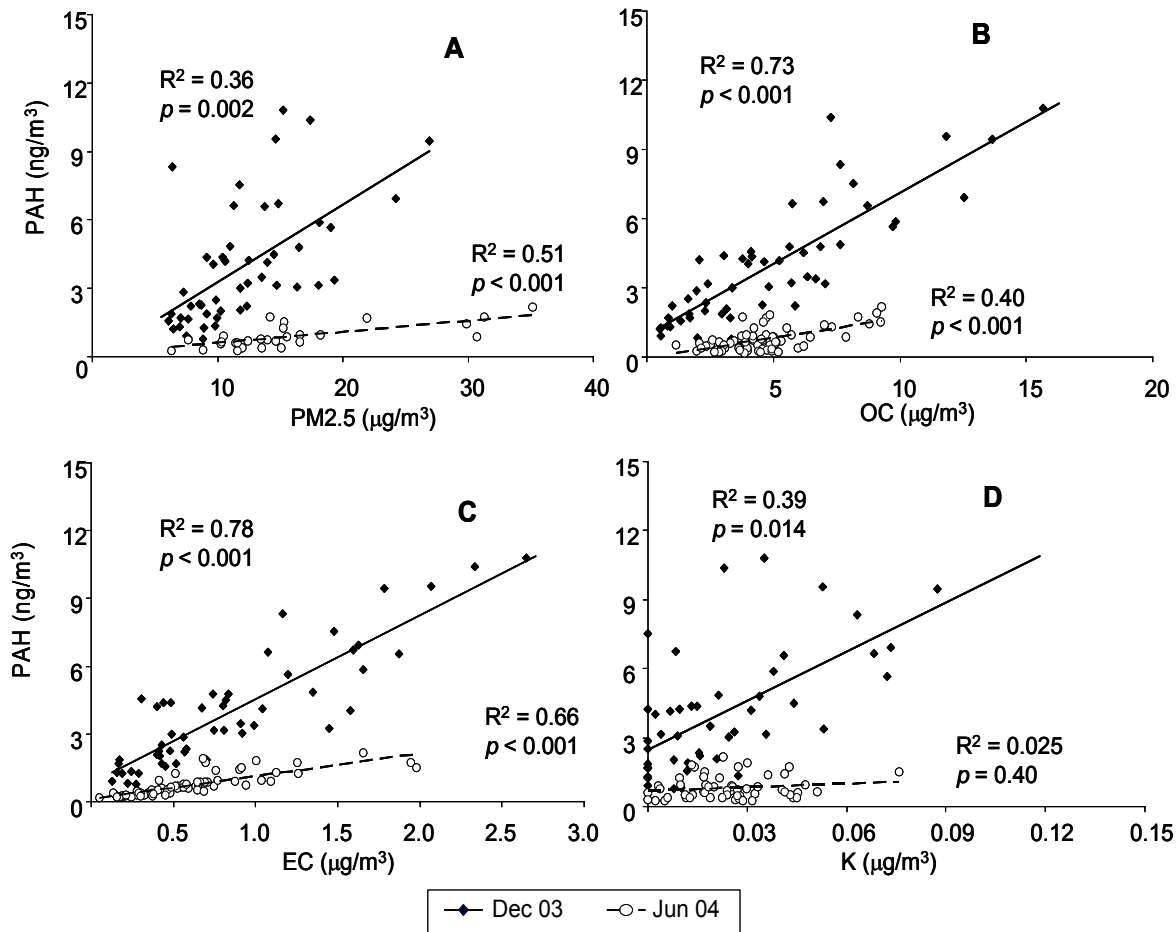 A
R² = 0.36
p = 0.002
R² = 0.51
p < 0.001
PAH (ng/m³)
15
12
9
6
3
0
10
20
30
40
PM2.5 (µg/m³)
B
R² = 0.73
p < 0.001
R² = 0.40
p < 0.001
15
12
9
6
3
0
0
5
10
15
20
OC (µg/m³)
C
R² = 0.78
p < 0.001
R² = 0.66
p < 0.001
PAH (ng/m³)
15
12
9
6
3
0
0.5
1.0
1.5
2.0
2.5
3.0
EC (µg/m³)
D
R² = 0.39
p = 0.014
R² = 0.025
p = 0.40
15
12
9
6
3
0
0.03
0.06
0.09
0.12
0.15
K (µg/m³)
Dec 03
Jun 04